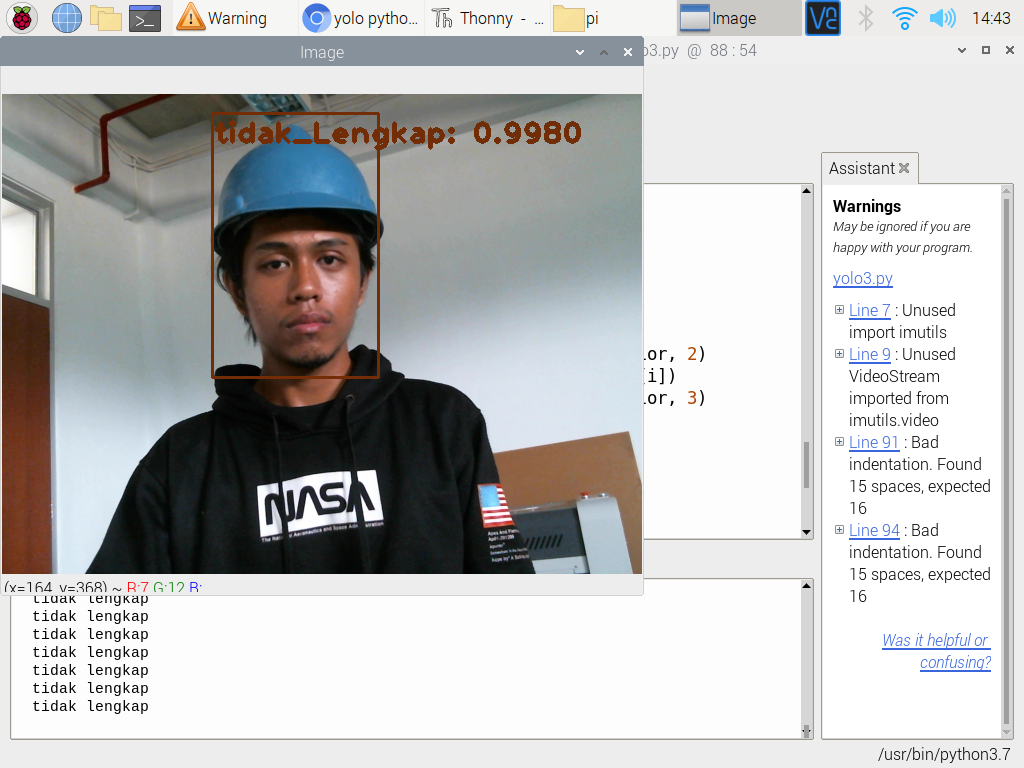 Warning
yolo pytho...
Thonny - ...
pi
Image
14:43
Image
o3.py @ 88 : 54
tidak_Lengkap: 0.9980
NASA
Assistant
Warnings
May be ignored if you are
happy with your program.
yolo3.py
Line 7 : Unused
import imutils
Line 9 : Unused
VideoStream
imported from
imutils.video
Line 91 : Bad
indentation. Found
15 spaces, expected
16
Line 94 : Bad
indentation. Found
15 spaces, expected
16
Was it helpful or
confusing?
lor, 2)
[i])
lor, 3)
(x=164, y=368) ~ R:7 G:12 B:
tidak lengkap
tidak lengkap
tidak lengkap
tidak lengkap
tidak lengkap
tidak lengkap
tidak lengkap
/usr/bin/python3.7